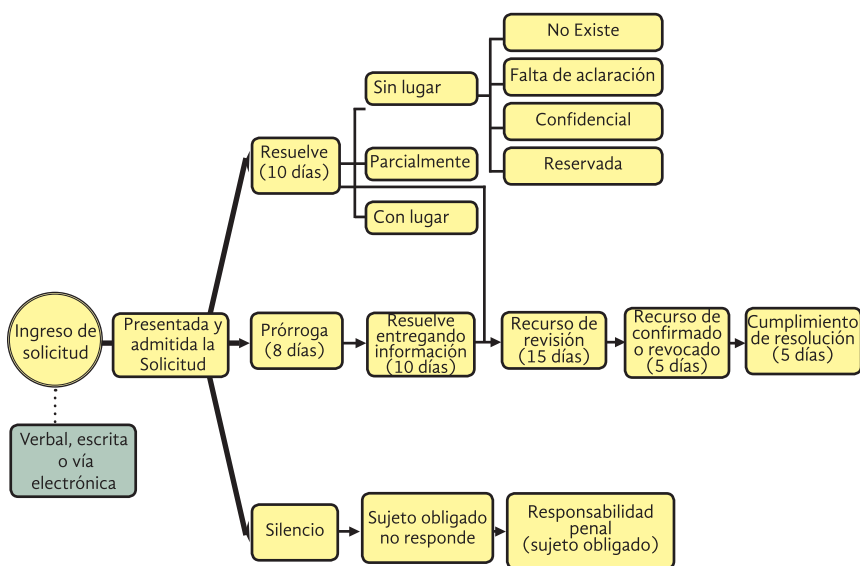 No Existe
Falta de aclaración
Confidencial
Reservada
Sin lugar
Parcialmente
Con lugar
Resuelve
(10 días)
Ingreso de
solicitud
Verbal, escrita
o vía
electrónica
Presentada y
admitida la
Solicitud
Prórroga
(8 días)
Resuelve
entregando
información
(10 días)
Recurso de
revisión
(15 días)
Recurso de
confirmado
o revocado
(5 días)
Cumplimiento
de resolución
(5 días)
Silencio
Sujeto obligado
no responde
Responsabilidad
penal
(sujeto obligado)